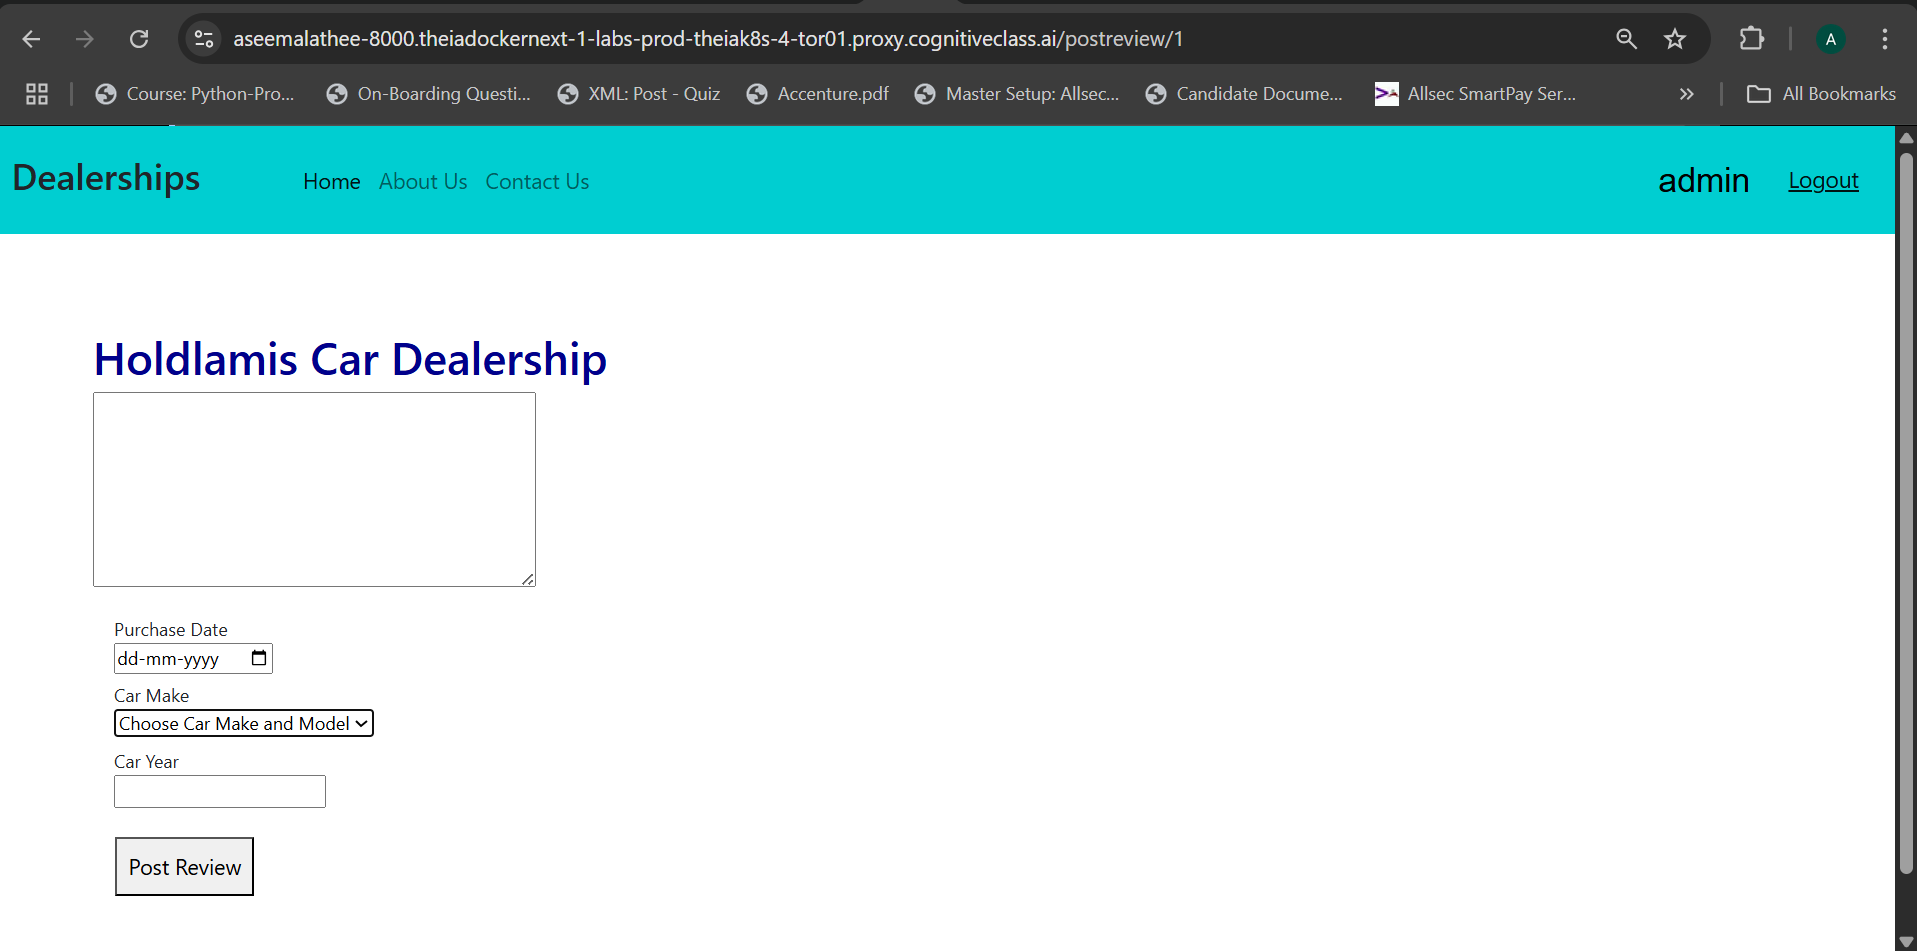 aseemalathee-8000.theiadockernext-1-labs-prod-theiak8s-4-tor01.proxy.cognitiveclass.ai/postreview/1
A
Course: Python-Pro...
On-Boarding Questi...
XML: Post - Quiz
Accenture.pdf
Master Setup: Allsec...
Candidate Docume...
Allsec SmartPay Ser...
All Bookmarks
Dealerships
Home
About Us
Contact Us
admin
Logout
Holdlamis Car Dealership
Purchase Date
dd-mm-yyyy
Car Make
Choose Car Make and Model
Car Year
Post Review